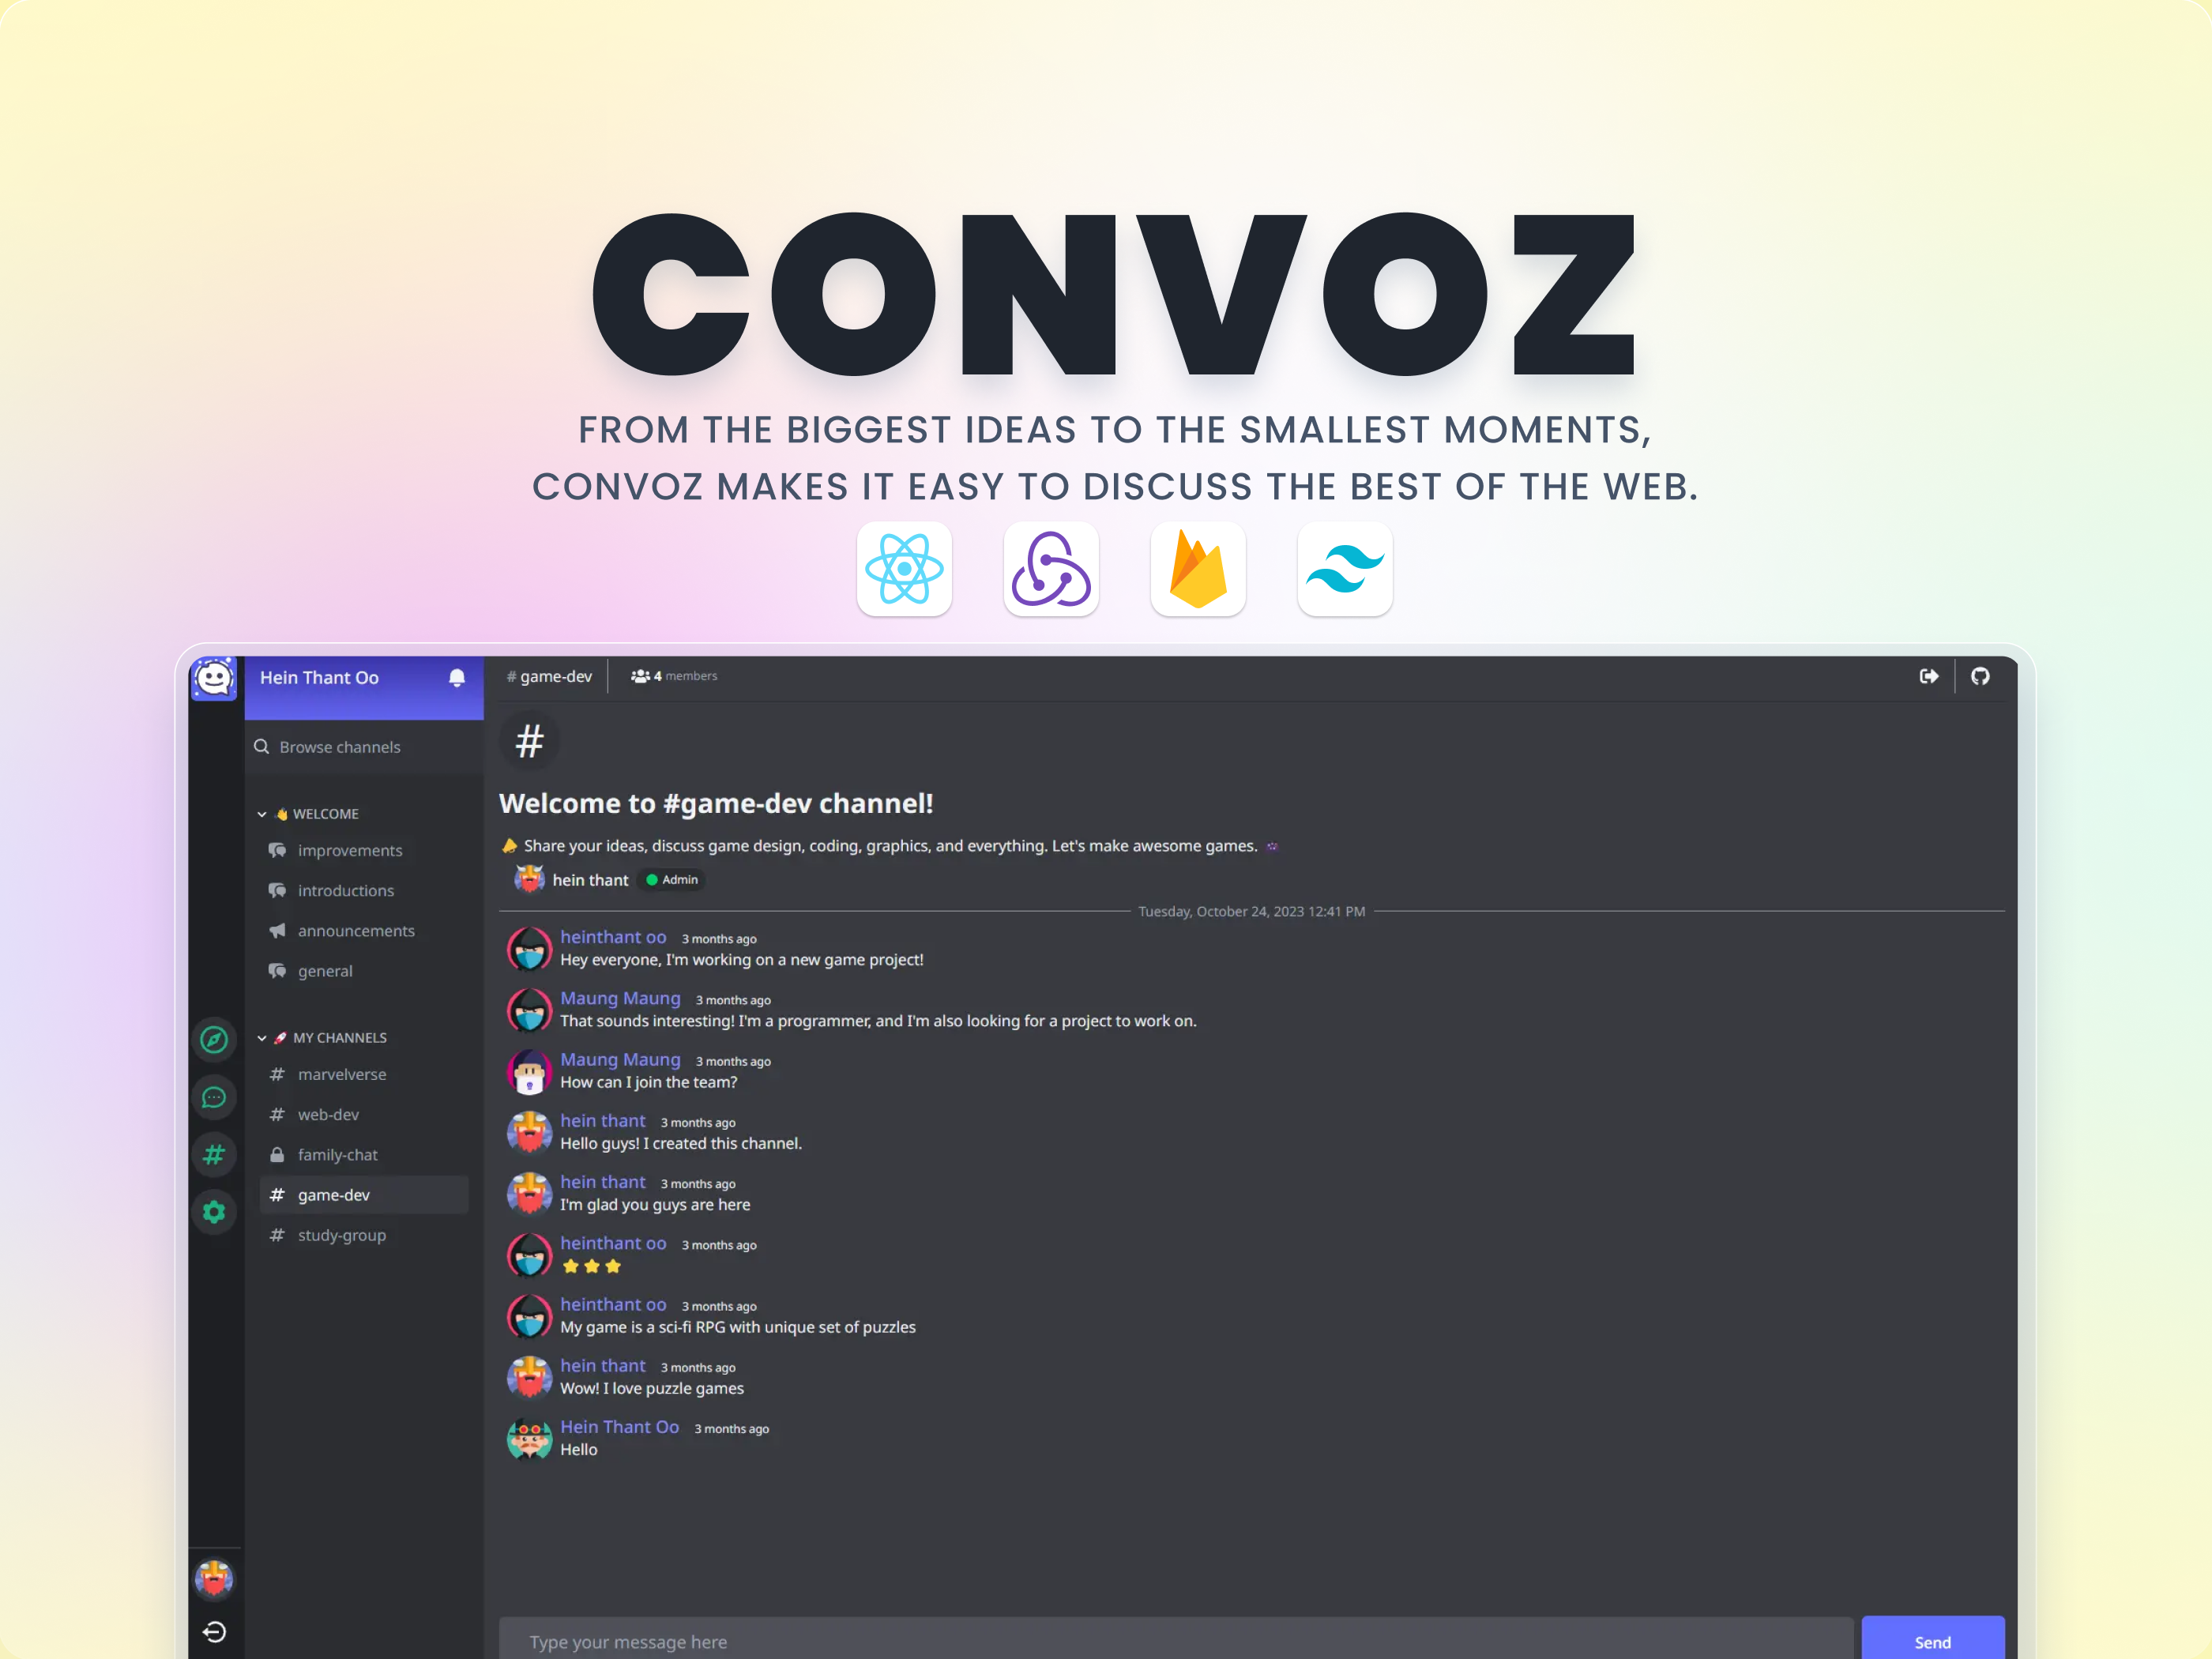 CONVOZ
FROM THE BIGGEST IDEAS TO THE SMALLEST MOMENTS,
CONVOZ MAKES IT EASY TO DISCUSS THE BEST OF THE WEB.
Hein Thant Oo
Browse channels
👋 WELCOME
improvements
introductions
announcements
general
🚀 MY CHANNELS
# marvelverse
# web-dev
family-chat
# game-dev
# study-group
# game-dev
4 members
#
Welcome to #game-dev channel!
Share your ideas, discuss game design, coding, graphics, and everything. Let's make awesome games.
hein thant Admin
Tuesday, October 24, 2023 12:41 PM
heinthant oo 3 months ago
Hey everyone, I'm working on a new game project!
Maung Maung 3 months ago
That sounds interesting! I'm a programmer, and I'm also looking for a project to work on.
Maung Maung 3 months ago
How can I join the team?
hein thant 3 months ago
Hello guys! I created this channel.
hein thant 3 months ago
I'm glad you guys are here
heinthant oo 3 months ago
⭐⭐⭐
heinthant oo 3 months ago
My game is a sci-fi RPG with unique set of puzzles
hein thant 3 months ago
Wow! I love puzzle games
Hein Thant Oo 3 months ago
Hello
Type your message here
Send